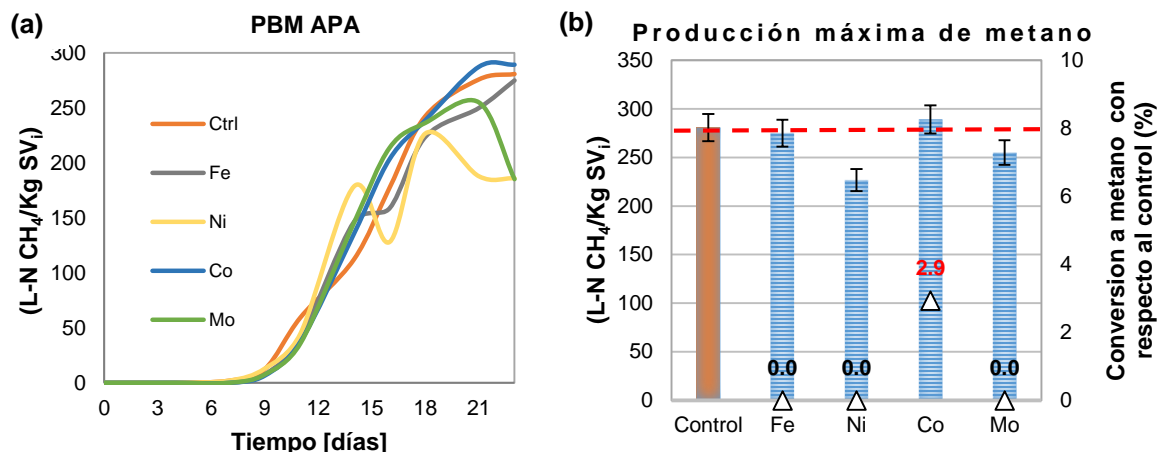 (a)
PBM APA
(L-N CH₄/Kg SVᵢ)
300
250
200
150
100
50
0
Ctrl
Fe
Ni
Co
Mo
0 3 6 9 12 15 18 21
Tiempo [días]
(b)
Producción máxima de metano
(L-N CH₄/Kg SVᵢ)
350
300
250
200
150
100
50
0
2.9
0.0 0.0 0.0
10
8
6
4
2
0
Conversion a metano con
respecto al control (%)
Control Fe Ni Co Mo